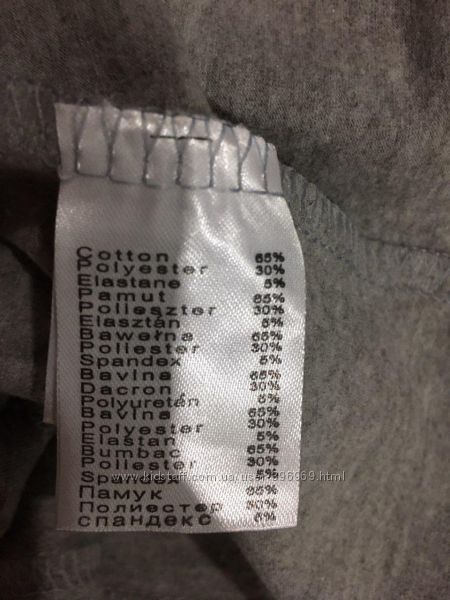 Cotton 65%
Polyester 30%
Elastane 5%
Pamut 65%
Poliészter 30%
Elasztán 5%
Bawełna 65%
Poliester 30%
Spandex 5%
Bavlna 65%
Dacron 30%
Polyuretán 5%
Bavlna 65%
Polyester 30%
Elastan 5%
Bumbac 65%
Poliester 30%
5%
Памук 65%
Полиестер 30%
спандекс 5%